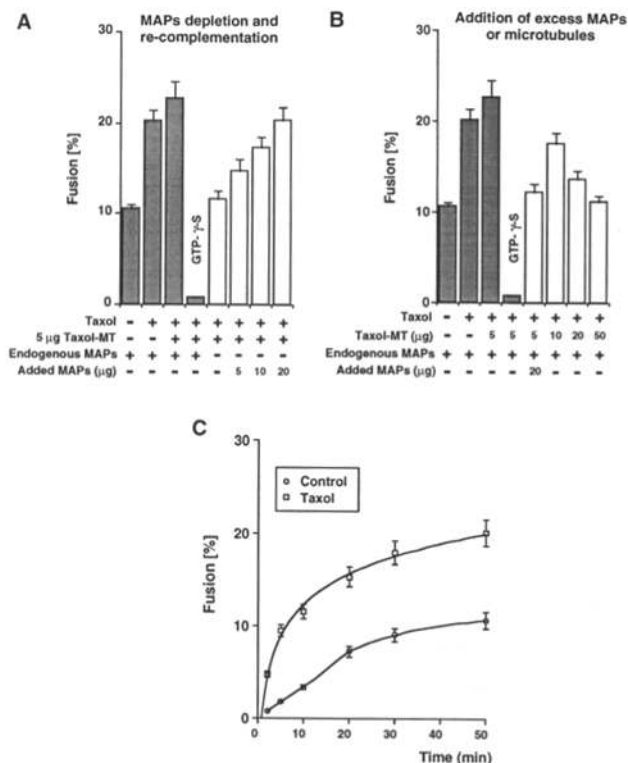 A
MAPs depletion and
re-complementation
Fusion [%]
30
20
10
0
GTP-γ-S
Taxol - + + + + + + +
5 µg Taxol-MT - - + + + + + +
Endogenous MAPs + + + + - - - -
Added MAPs (µg) - - - - - 5 10 20
B
Addition of excess MAPs
or microtubules
Fusion [%]
30
20
10
0
GTP-γ-S
Taxol - + + + + + + +
Taxol-MT (µg) - - 5 5 5 10 20 50
Endogenous MAPs + + + + + + + +
Added MAPs (µg) - - - - 20 - - -
C
Fusion [%]
30
20
10
0
Control
Taxol
0 10 20 30 40 50
Time (min)